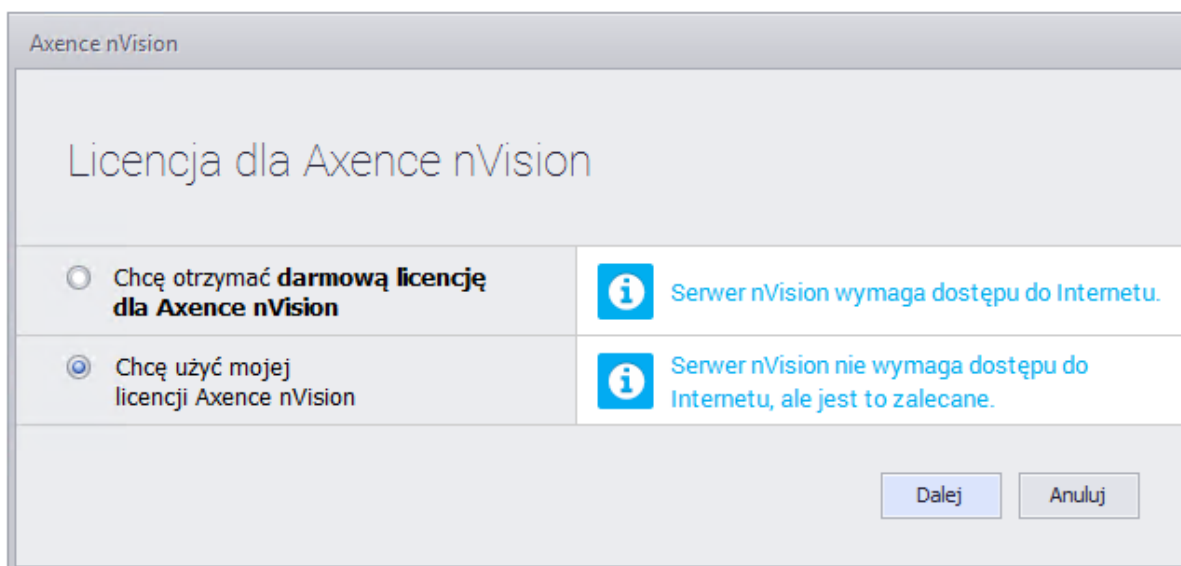 Axence nVision
Licencja dla Axence nVision
Chcę otrzymać darmową licencję
dla Axence nVision
Serwer nVision wymaga dostępu do Internetu.
Chcę użyć mojej
licencji Axence nVision
Serwer nVision nie wymaga dostępu do
Internetu, ale jest to zalecane.
Dalej
Anuluj